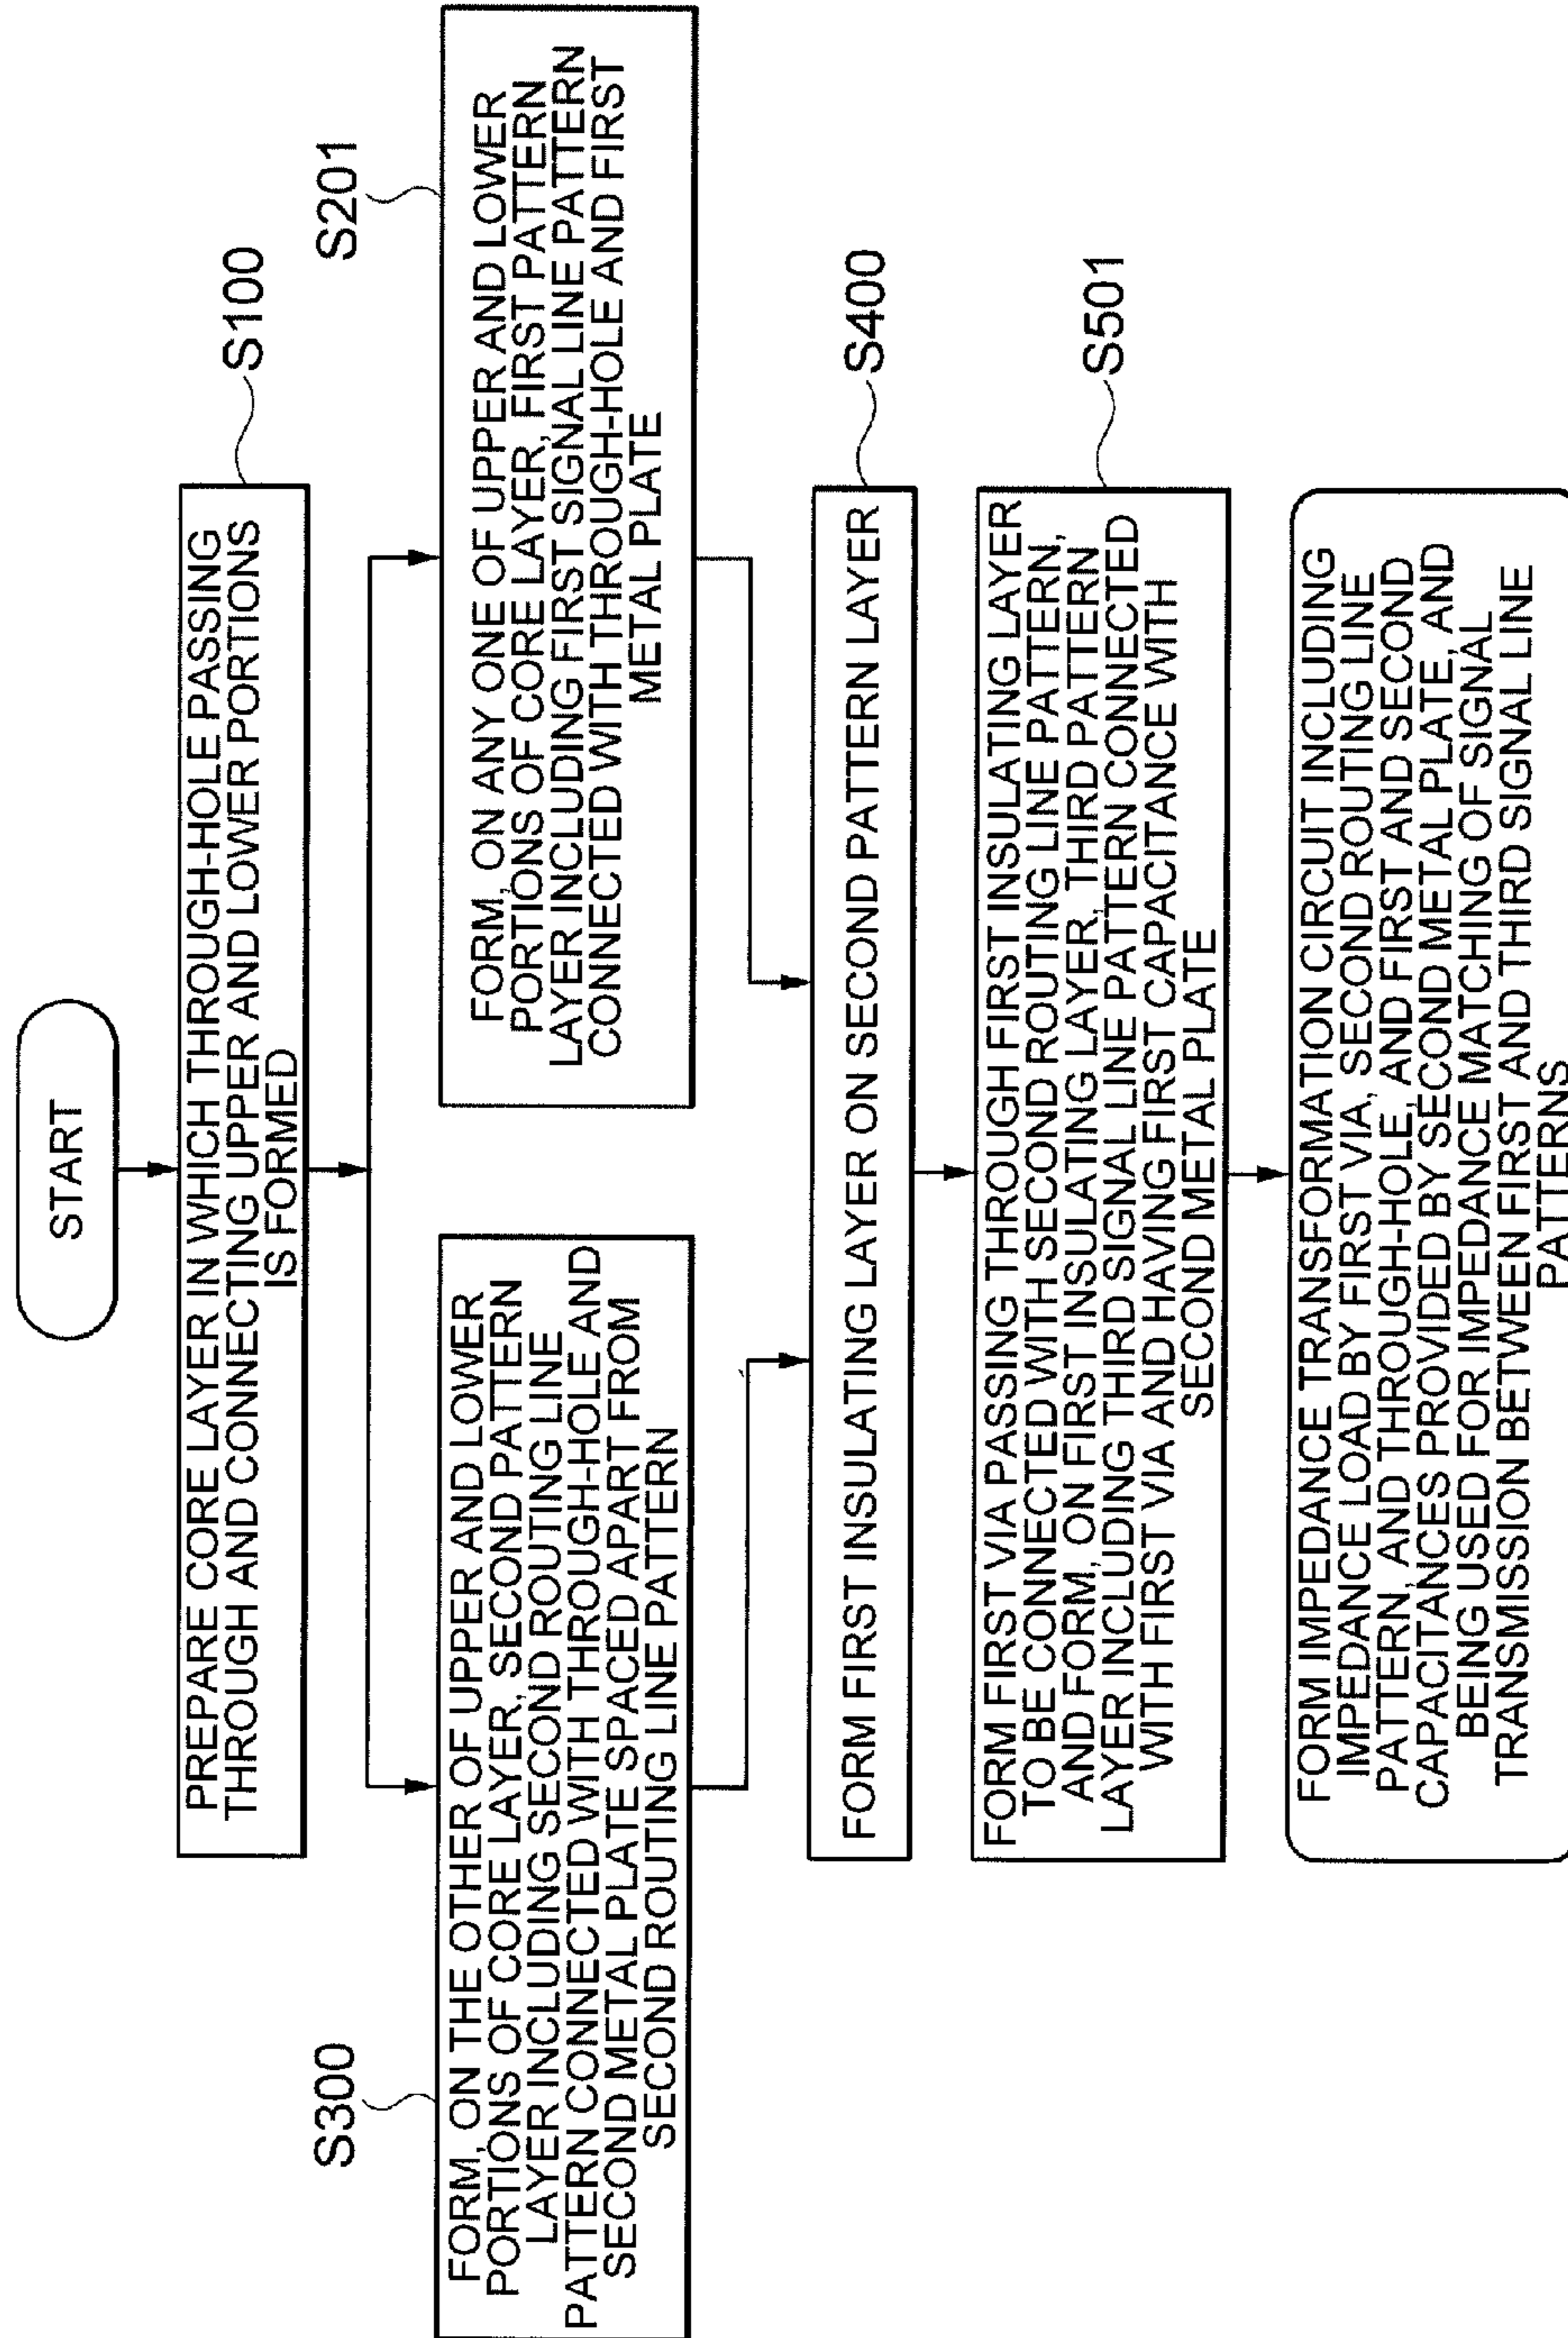 START
PREPARE CORE LAYER IN WHICH THROUGH-HOLE PASSING
THROUGH AND CONNECTING UPPER AND LOWER PORTIONS
IS FORMED
S100
S300
FORM, ON THE OTHER OF UPPER AND LOWER
PORTIONS OF CORE LAYER, SECOND PATTERN
LAYER INCLUDING SECOND ROUTING LINE
PATTERN CONNECTED WITH THROUGH-HOLE AND
SECOND METAL PLATE SPACED APART FROM
SECOND ROUTING LINE PATTERN
S201
FORM, ON ANY ONE OF UPPER AND LOWER
PORTIONS OF CORE LAYER, FIRST PATTERN
LAYER INCLUDING FIRST SIGNAL LINE PATTERN
CONNECTED WITH THROUGH-HOLE AND FIRST
METAL PLATE
FORM FIRST INSULATING LAYER ON SECOND PATTERN LAYER
S400
FORM FIRST VIA PASSING THROUGH FIRST INSULATING LAYER
TO BE CONNECTED WITH SECOND ROUTING LINE PATTERN,
AND FORM, ON FIRST INSULATING LAYER, THIRD PATTERN
LAYER INCLUDING THIRD SIGNAL LINE PATTERN CONNECTED
WITH FIRST VIA AND HAVING FIRST CAPACITANCE WITH
SECOND METAL PLATE
S501
FORM IMPEDANCE TRANSFORMATION CIRCUIT INCLUDING
IMPEDANCE LOAD BY FIRST VIA, SECOND ROUTING LINE
PATTERN, AND THROUGH-HOLE, AND FIRST AND SECOND
CAPACITANCES PROVIDED BY SECOND METAL PLATE, AND
BEING USED FOR IMPEDANCE MATCHING OF SIGNAL
TRANSMISSION BETWEEN FIRST AND THIRD SIGNAL LINE
PATTERNS